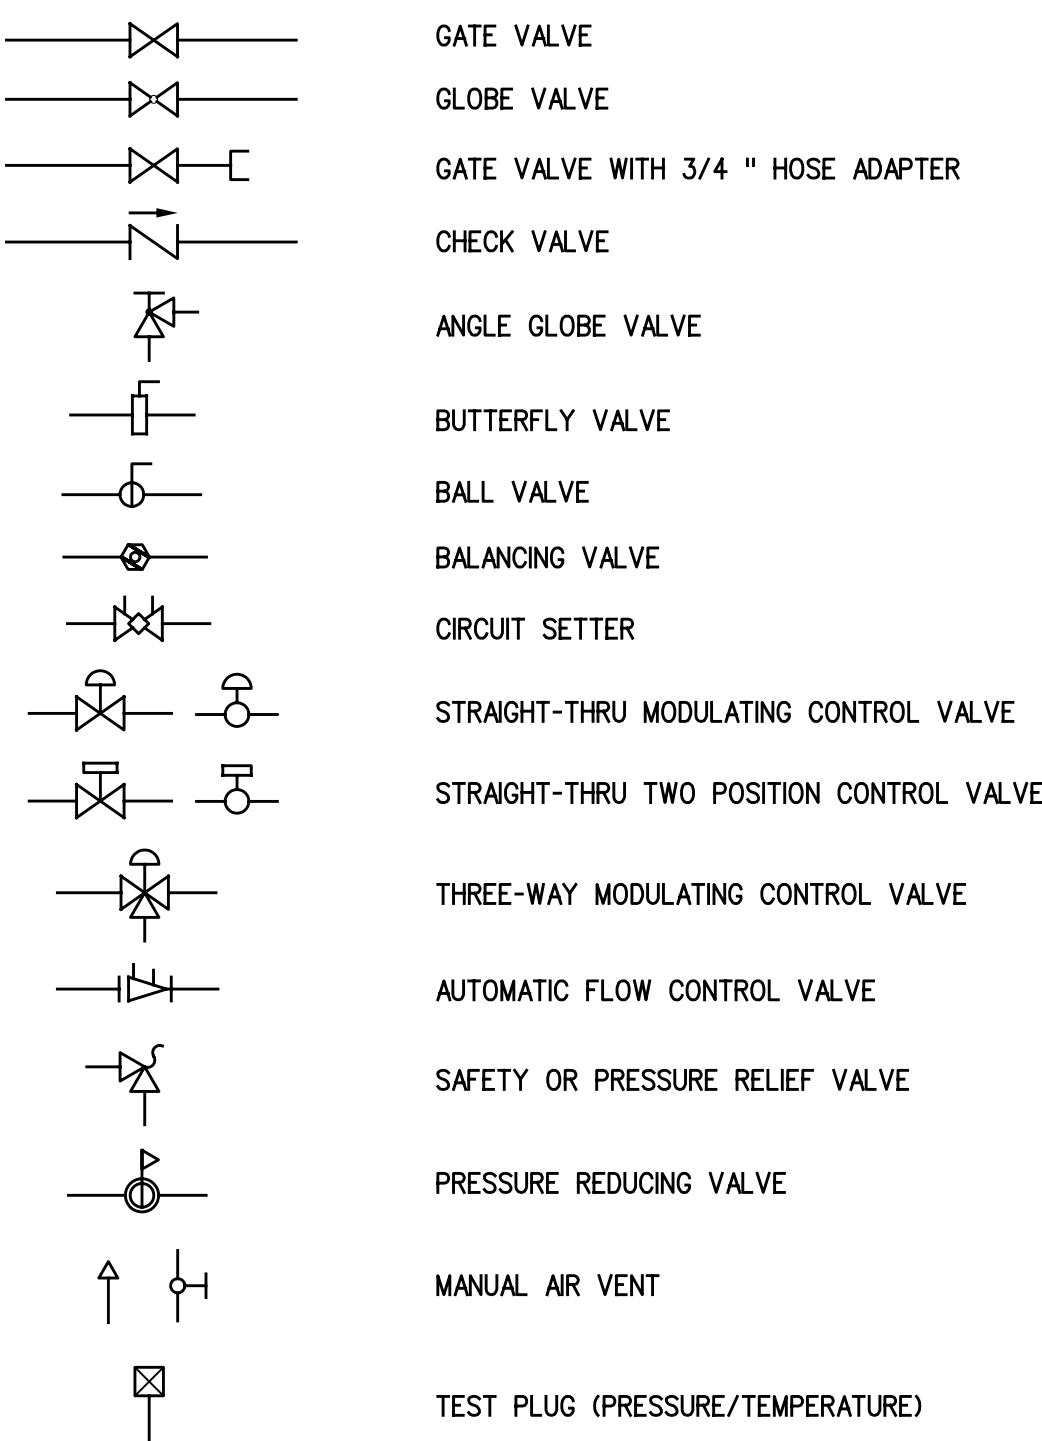 GATE VALVE
GLOBE VALVE
GATE VALVE WITH 3/4 " HOSE ADAPTER
CHECK VALVE
ANGLE GLOBE VALVE
BUTTERFLY VALVE
BALL VALVE
BALANCING VALVE
CIRCUIT SETTER
STRAIGHT-THRU MODULATING CONTROL VALVE
STRAIGHT-THRU TWO POSITION CONTROL VALVE
THREE-WAY MODULATING CONTROL VALVE
AUTOMATIC FLOW CONTROL VALVE
SAFETY OR PRESSURE RELIEF VALVE
PRESSURE REDUCING VALVE
MANUAL AIR VENT
TEST PLUG (PRESSURE/TEMPERATURE)